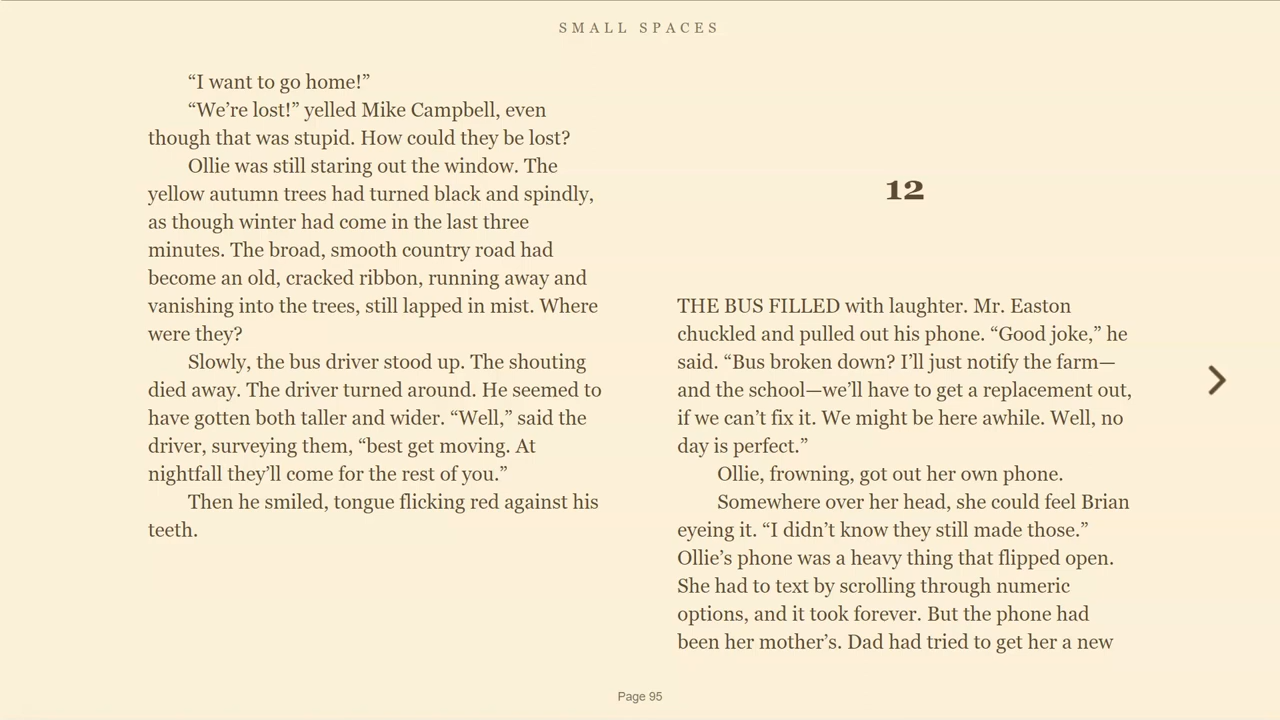 SMALL SPACES
“I want to go home!”
“We’re lost!” yelled Mike Campbell, even
though that was stupid. How could they be lost?
Ollie was still staring out the window. The
yellow autumn trees had turned black and spindly,
as though winter had come in the last three
minutes. The broad, smooth country road had
become an old, cracked ribbon, running away and
vanishing into the trees, still lapped in mist. Where
were they?
Slowly, the bus driver stood up. The shouting
died away. The driver turned around. He seemed to
have gotten both taller and wider. “Well,” said the
driver, surveying them, “best get moving. At
nightfall they’ll come for the rest of you.”
Then he smiled, tongue flicking red against his
teeth.
12
THE BUS FILLED with laughter. Mr. Easton
chuckled and pulled out his phone. “Good joke,” he
said. “Bus broken down? I’ll just notify the farm—
and the school—we’ll have to get a replacement out,
if we can’t fix it. We might be here awhile. Well, no
day is perfect.”
Ollie, frowning, got out her own phone.
Somewhere over her head, she could feel Brian
eyeing it. “I didn’t know they still made those.”
Ollie’s phone was a heavy thing that flipped open.
She had to text by scrolling through numeric
options, and it took forever. But the phone had
been her mother’s. Dad had tried to get her a new
Page 95